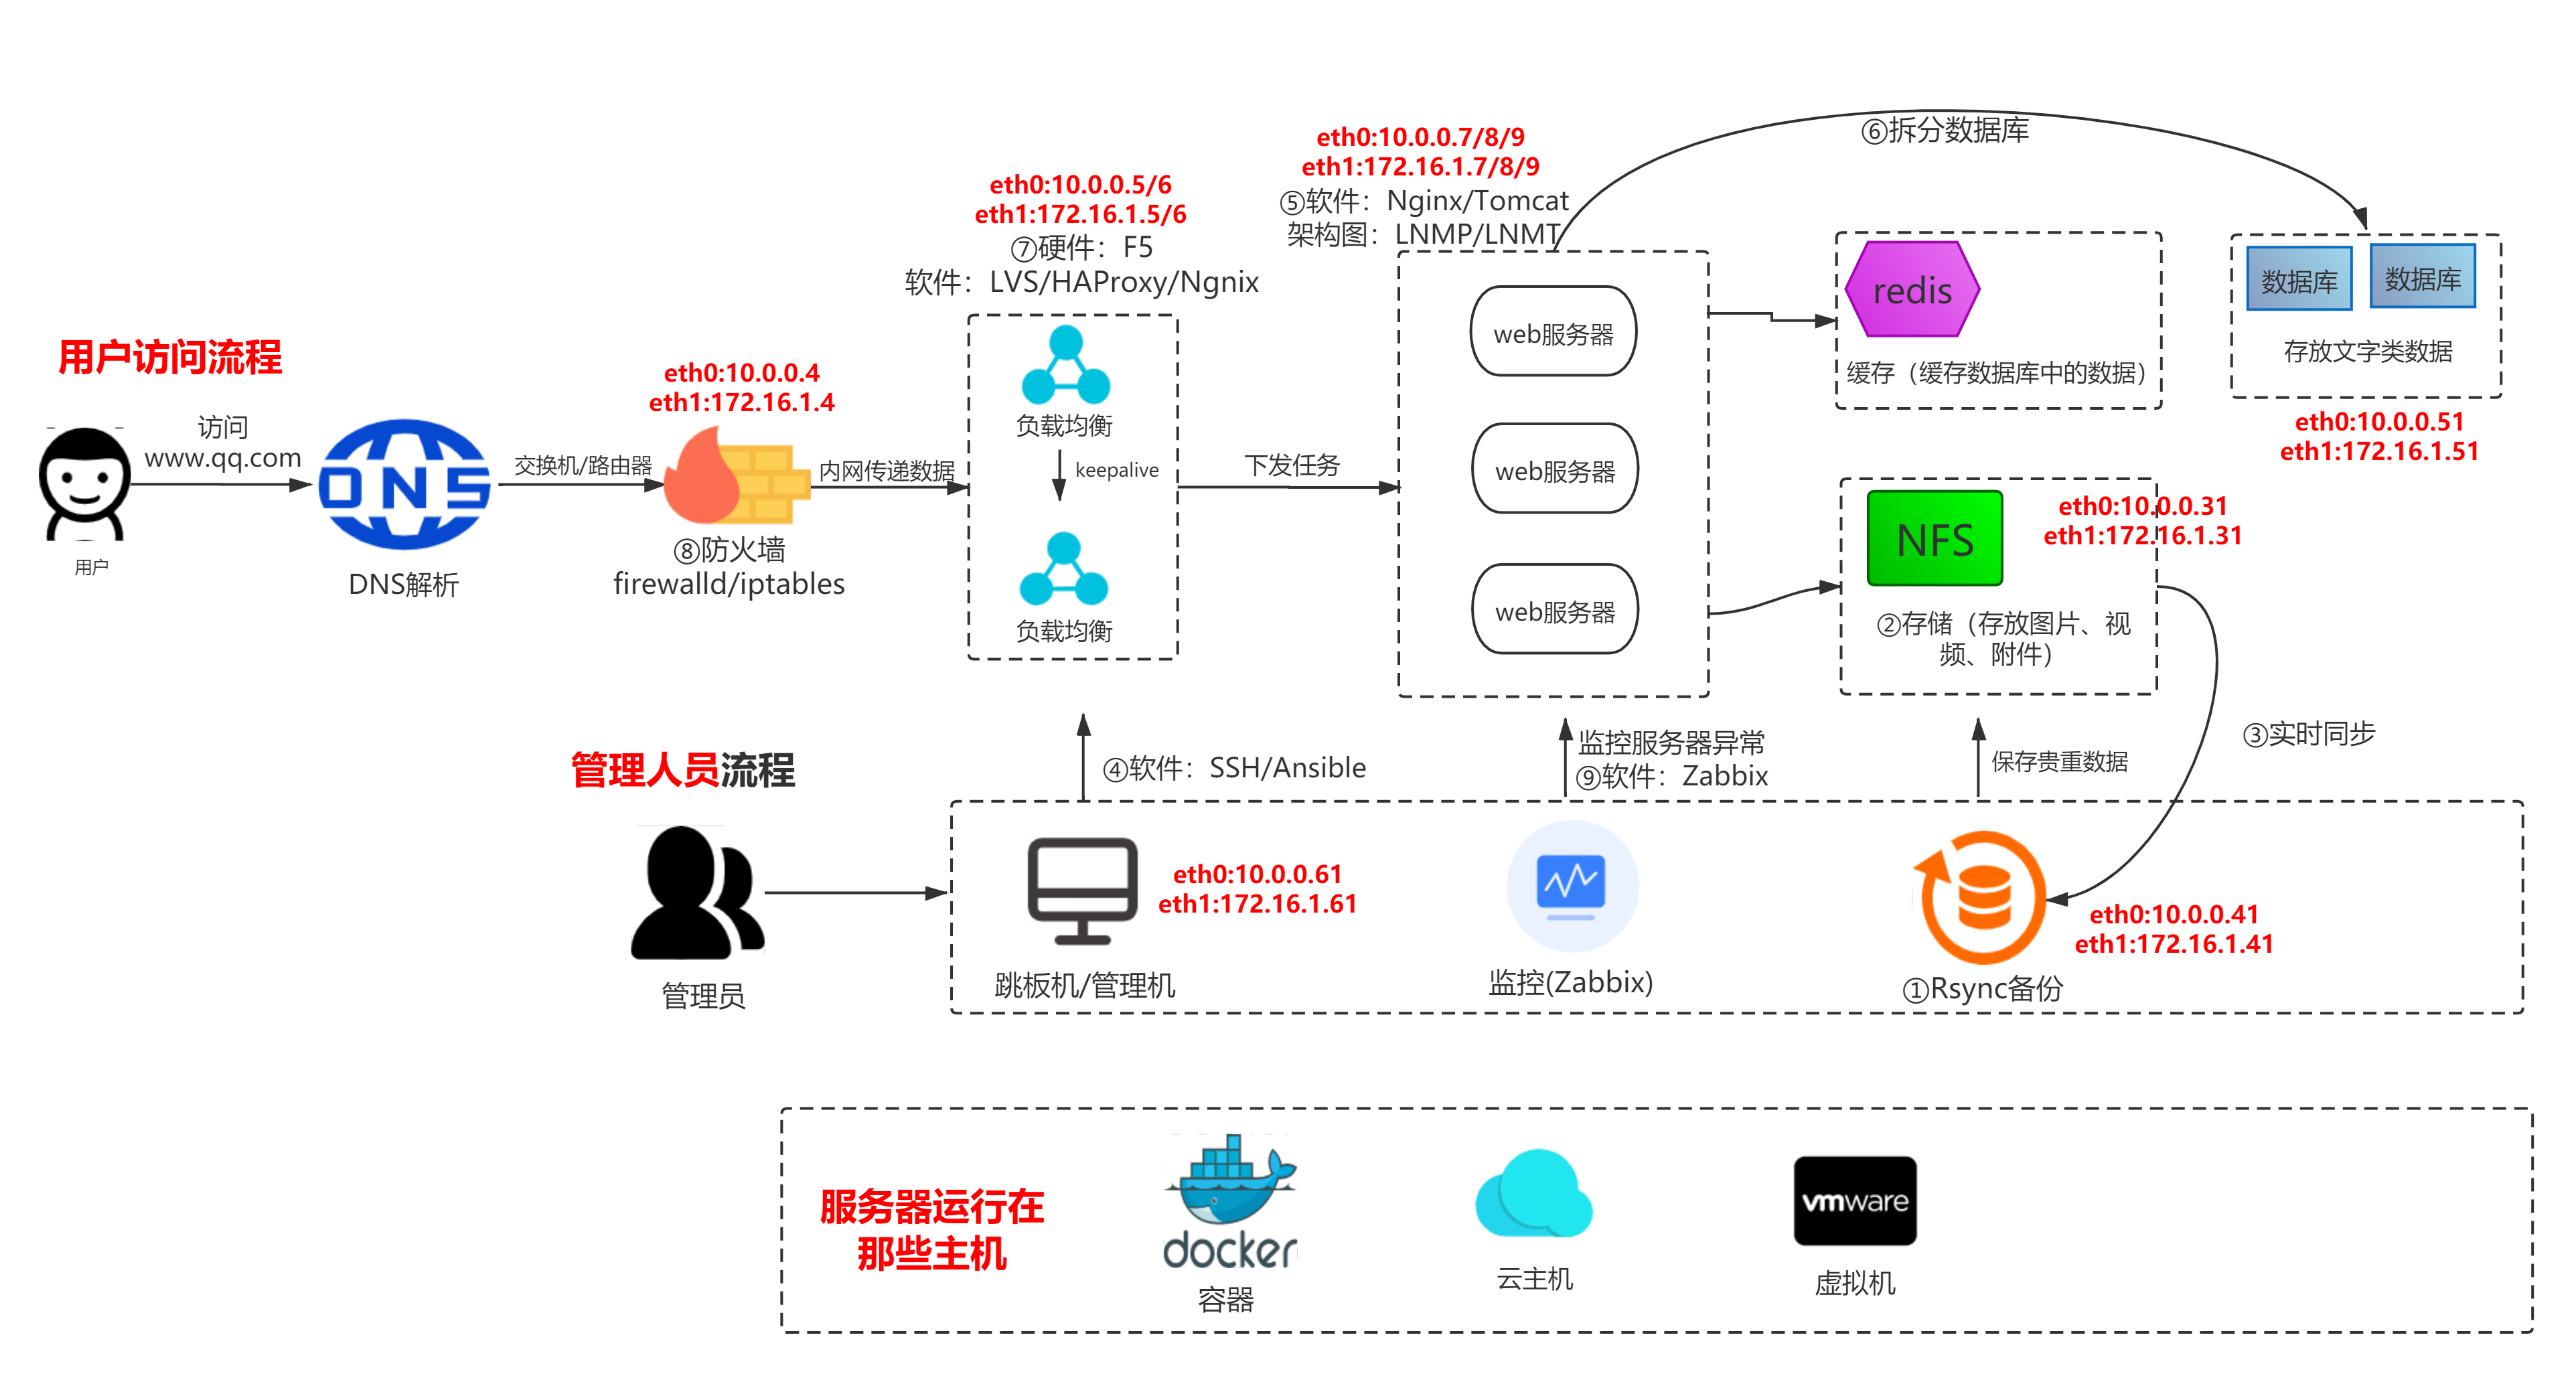 用户访问流程
访问
www.qq.com
用户
DNS
DNS解析
交换机/路由器
eth0:10.0.0.4
eth1:172.16.1.4
⑧防火墙
firewalld/iptables
内网传递数据
eth0:10.0.0.5/6
eth1:172.16.1.5/6
⑦硬件：F5
软件：LVS/HAProxy/Ngnix
负载均衡
keepalive
负载均衡
下发任务
eth0:10.0.0.7/8/9
eth1:172.16.1.7/8/9
⑤软件：Nginx/Tomcat
架构图：LNMP/LNMT
web服务器
web服务器
web服务器
⑥拆分数据库
redis
缓存（缓存数据库中的数据）
数据库
数据库
存放文字类数据
eth0:10.0.0.51
eth1:172.16.1.51
NFS
eth0:10.0.0.31
eth1:172.16.1.31
②存储（存放图片、视
频、附件）
③实时同步
管理人员流程
管理员
④软件：SSH/Ansible
监控服务器异常
⑨软件：Zabbix
保存贵重数据
eth0:10.0.0.61
eth1:172.16.1.61
跳板机/管理机
监控(Zabbix)
eth0:10.0.0.41
eth1:172.16.1.41
①Rsync备份
服务器运行在
那些主机
docker
容器
云主机
vmware
虚拟机